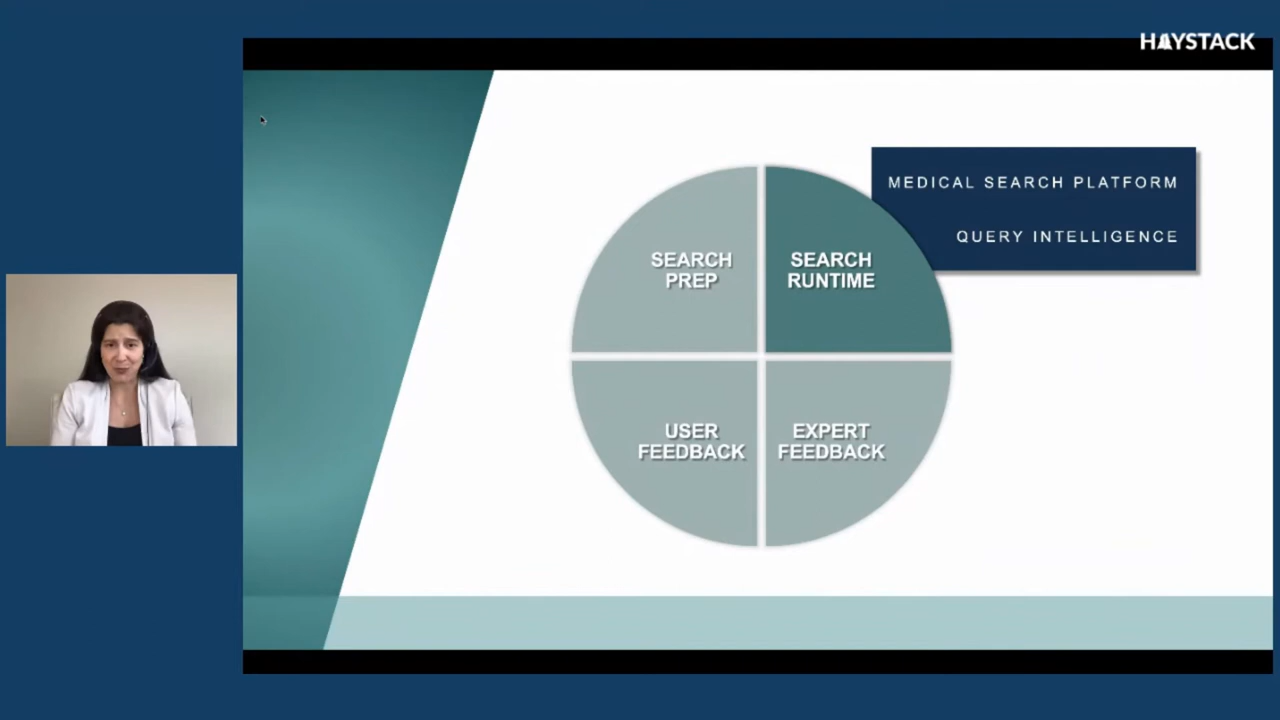 HAYSTACK
MEDICAL SEARCH PLATFORM
QUERY INTELLIGENCE
SEARCH
PREP
SEARCH
RUNTIME
USER
FEEDBACK
EXPERT
FEEDBACK